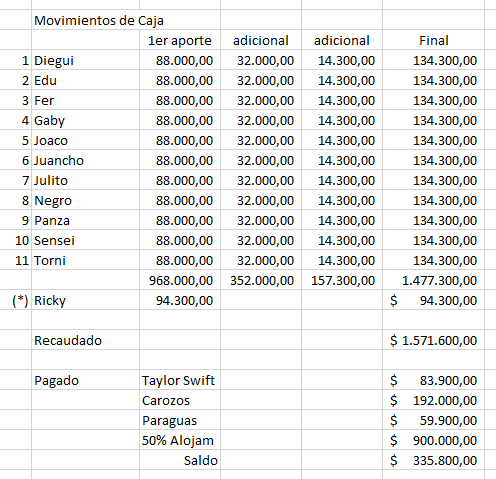 Movimientos de Caja
1er aporte adicional adicional Final
1 Diegui 88.000,00 32.000,00 14.300,00 134.300,00
2 Edu 88.000,00 32.000,00 14.300,00 134.300,00
3 Fer 88.000,00 32.000,00 14.300,00 134.300,00
4 Gaby 88.000,00 32.000,00 14.300,00 134.300,00
5 Joaco 88.000,00 32.000,00 14.300,00 134.300,00
6 Juancho 88.000,00 32.000,00 14.300,00 134.300,00
7 Julito 88.000,00 32.000,00 14.300,00 134.300,00
8 Negro 88.000,00 32.000,00 14.300,00 134.300,00
9 Panza 88.000,00 32.000,00 14.300,00 134.300,00
10 Sensei 88.000,00 32.000,00 14.300,00 134.300,00
11 Torni 88.000,00 32.000,00 14.300,00 134.300,00
968.000,00 352.000,00 157.300,00 1.477.300,00
(*) Ricky 94.300,00 $ 94.300,00
Recaudado $ 1.571.600,00
Pagado Taylor Swift $ 83.900,00
Carozos $ 192.000,00
Paraguas $ 59.900,00
50% Alojam $ 900.000,00
Saldo $ 335.800,00